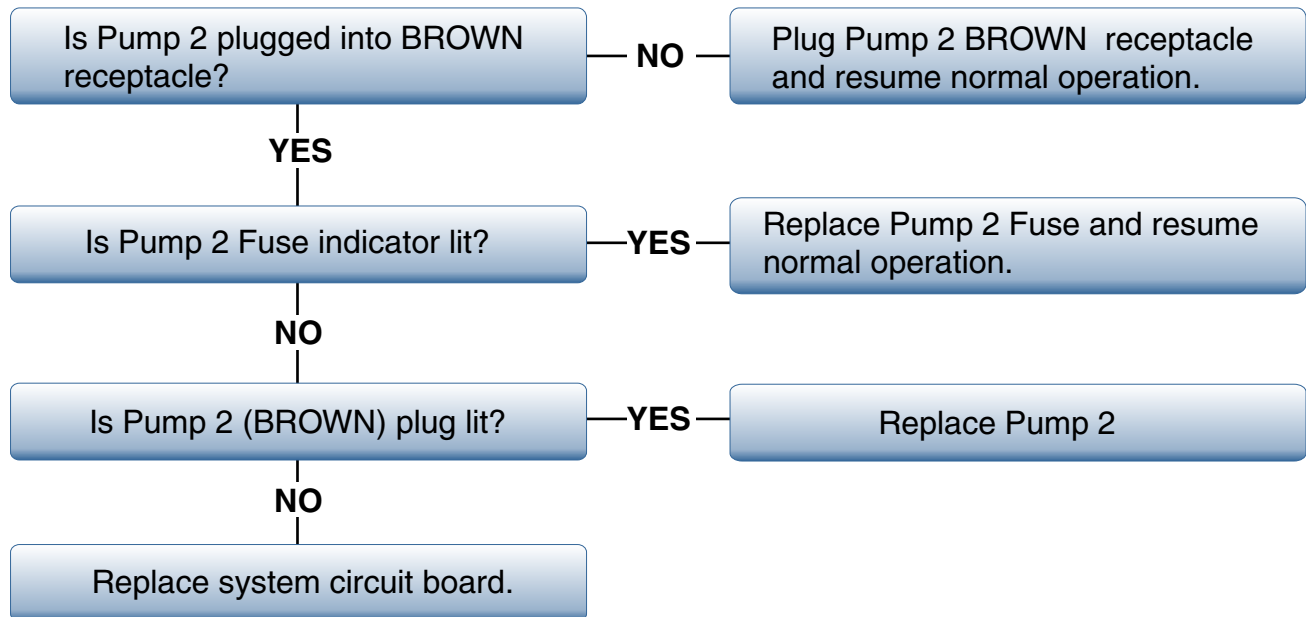 Is Pump 2 plugged into BROWN
receptacle?
NO
Plug Pump 2 BROWN receptacle
and resume normal operation.
YES
Is Pump 2 Fuse indicator lit?
YES
Replace Pump 2 Fuse and resume
normal operation.
NO
Is Pump 2 (BROWN) plug lit?
YES
Replace Pump 2
NO
Replace system circuit board.